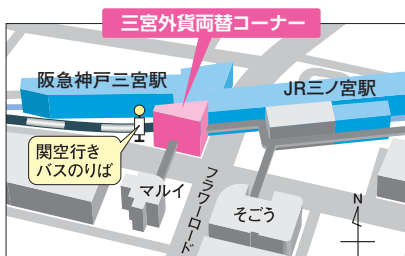 三宮外貨両替コーナー
阪急神戸三宮駅
JR三ノ宮駅
関空行き
バスのりば
マルイ
フラワーロード
そごう
N